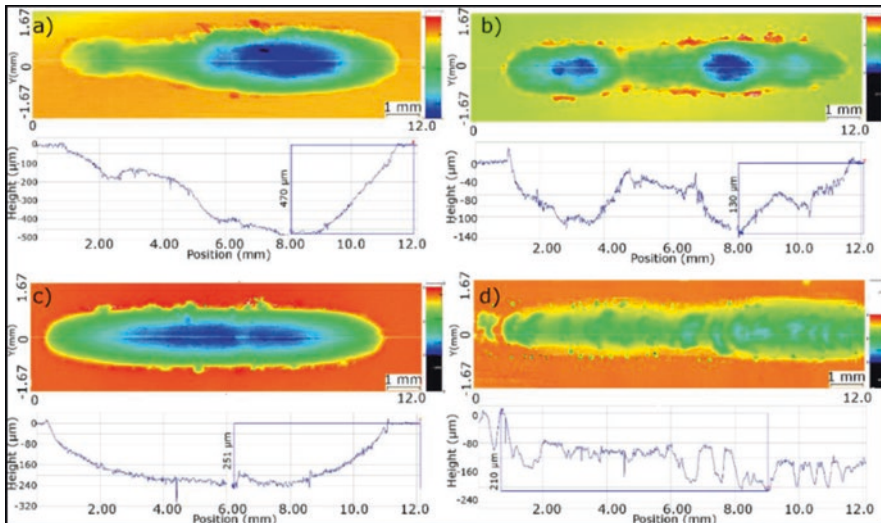 a)
1.67
Y(mm)
0
-1.67
1 mm
0
12.0
Height (µm)
0
-100
-200
-300
-400
-500
470 µm
2.00
4.00
6.00
8.00
10.0
12.0
Position (mm)
b)
1.67
Y(mm)
0
-1.67
1 mm
0
12.0
Height (µm)
0
-20
-60
-100
-140
130 µm
2.00
4.00
6.00
8.00
10.0
12.0
Position (mm)
c)
1.67
Y(mm)
0
-1.67
1 mm
0
12.0
Height (µm)
0
-80
-160
-240
-320
251 µm
2.00
4.00
6.00
8.00
10.0
12.0
Position (mm)
d)
1.67
Y(mm)
0
-1.67
1 mm
0
12.0
Height (µm)
0
-80
-160
-240
210 µm
2.00
4.00
6.00
8.00
10.0
12.0
Position (mm)